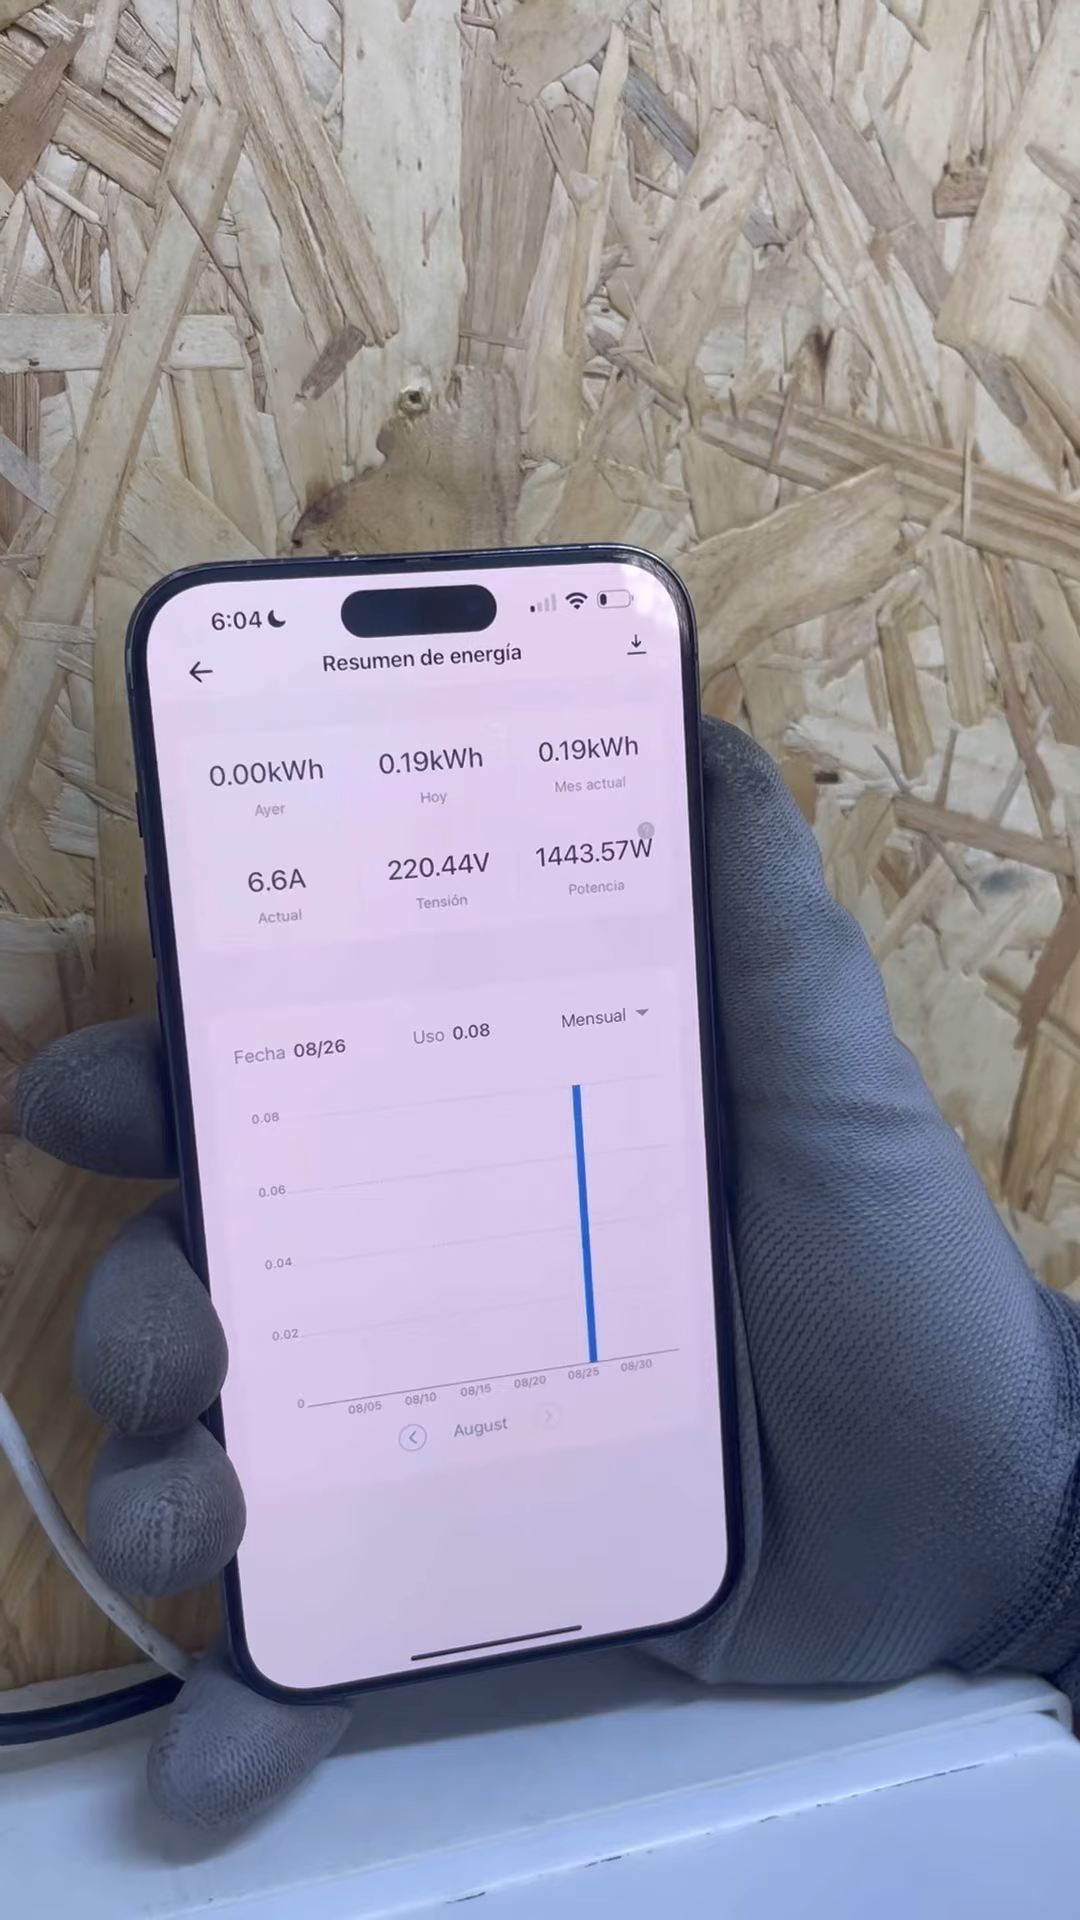 6:04
Resumen de energía
0.00kWh 0.19kWh 0.19kWh
Ayer Hoy Mes actual
?
6.6A 220.44V 1443.57W
Actual Tensión Potencia
Fecha 08/26 Uso 0.08 Mensual
0.08
0.06
0.04
0.02
0
08/05 08/10 08/15 08/20 08/25 08/30
August